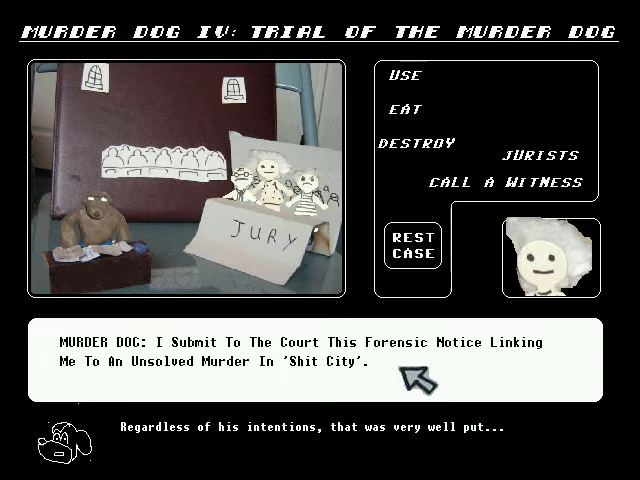 MURDER DOG IV: TRIAL OF THE MURDER DOG
USE
EAT
DESTROY
JURISTS
CALL A WITNESS
JURY
REST
CASE
MURDER DOG: I Submit To The Court This Forensic Notice Linking
Me To An Unsolved Murder In 'Shit City'.
Regardless of his intentions, that was very well put...